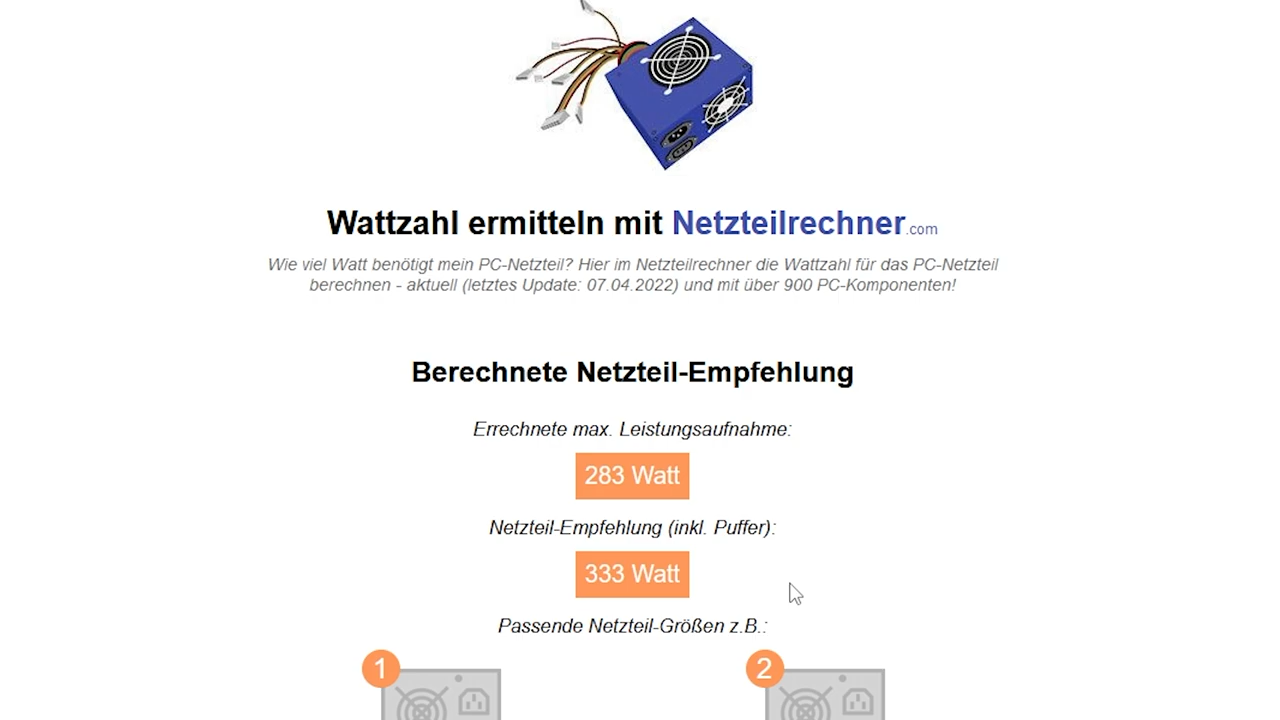 Wattzahl ermitteln mit Netzteilrechner.com
Wie viel Watt benötigt mein PC-Netzteil? Hier im Netzteilrechner die Wattzahl für das PC-Netzteil
berechnen - aktuell (letztes Update: 07.04.2022) und mit über 900 PC-Komponenten!
Berechnete Netzteil-Empfehlung
Errechnete max. Leistungsaufnahme:
283 Watt
Netzteil-Empfehlung (inkl. Puffer):
333 Watt
Passende Netzteil-Größen z.B.:
1 2